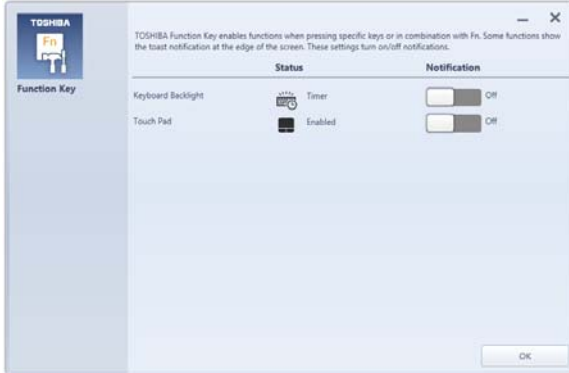 TOSHIBA
Fn
Function Key
TOSHIBA Function Key enables functions when pressing specific keys or in combination with Fn. Some functions show
the toast notification at the edge of the screen. These settings turn on/off notifications.
Status Notification
Keyboard Backlight Timer Off
Touch Pad Enabled Off
OK